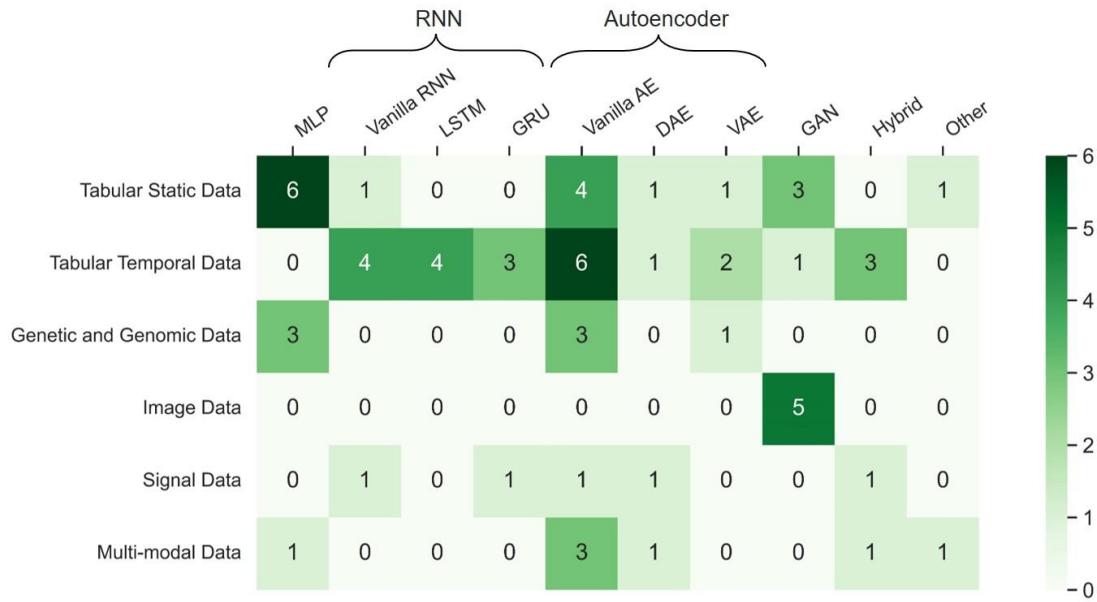 RNN Autoencoder
MLP Vanilla RNN LSTM GRU Vanilla AE DAE VAE GAN Hybrid Other
Tabular Static Data 6 1 0 0 4 1 1 3 0 1
Tabular Temporal Data 0 4 4 3 6 1 2 1 3 0
Genetic and Genomic Data 3 0 0 0 3 0 1 0 0 0
Image Data 0 0 0 0 0 0 0 5 0 0
Signal Data 0 1 0 1 1 1 0 0 1 0
Multi-modal Data 1 0 0 0 3 1 0 0 1 1
6
5
4
3
2
1
0